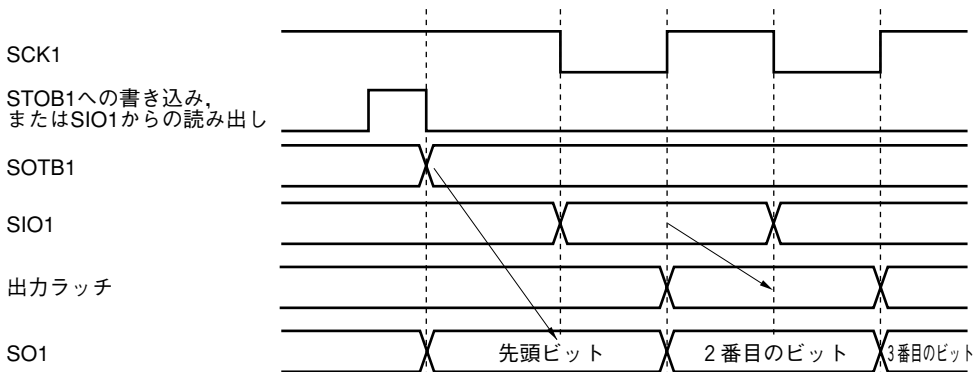 SCK1
STOB1への書き込み，
またはSIO1からの読み出し
SOTB1
SIO1
出力ラッチ
SO1
先頭ビット
２番目のビット
3番目のビット